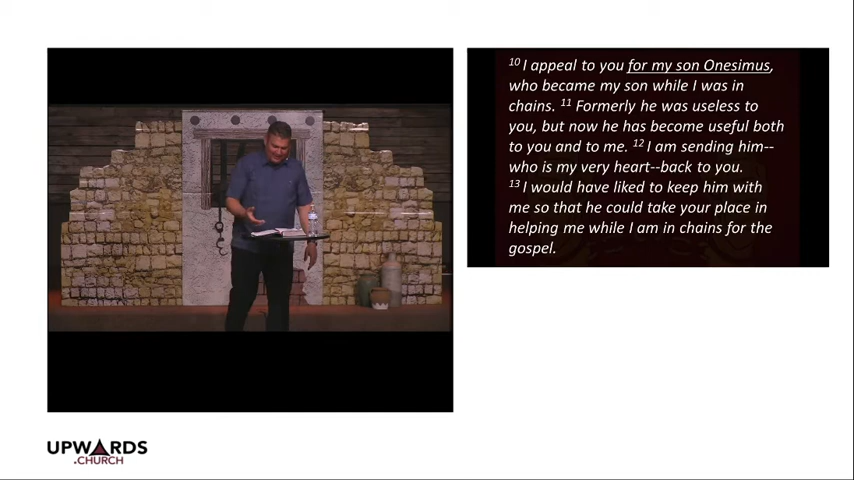 10 I appeal to you for my son Onesimus,
who became my son while I was in
chains. 11 Formerly he was useless to
you, but now he has become useful both
to you and to me. 12 I am sending him--
who is my very heart--back to you.
13 I would have liked to keep him with
me so that he could take your place in
helping me while I am in chains for the
gospel.
UPWARDS
.CHURCH